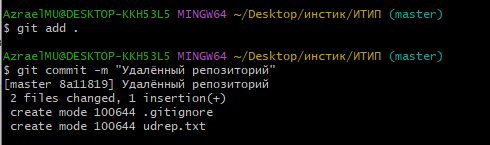 AzraelMU@DESKTOP-KKH53L5 MINGW64 ~/Desktop/инстик/ИТИП (master)
$ git add .
AzraelMU@DESKTOP-KKH53L5 MINGW64 ~/Desktop/инстик/ИТИП (master)
$ git commit -m "Удалённый репозиторий"
[master 8a11819] Удалённый репозиторий
 2 files changed, 1 insertion(+)
 create mode 100644 .gitignore
 create mode 100644 udrep.txt